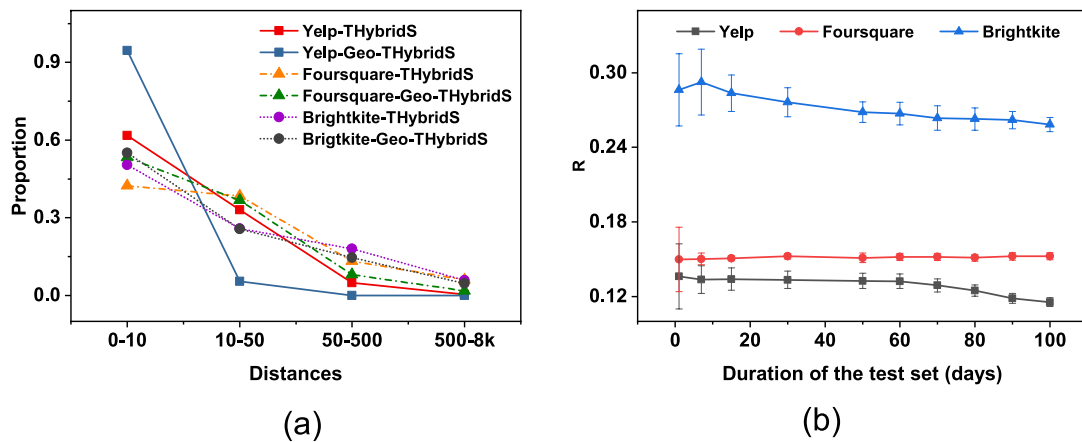 Yelp-THybridS
Yelp-Geo-THybridS
Foursquare-THybridS
Foursquare-Geo-THybridS
Brightkite-THybridS
Brigtkite-Geo-THybridS
0.9
0.6
0.3
0.0
Proportion
0-10
10-50
50-500
500-8k
Distances
(a)
Yelp
Foursquare
Brightkite
0.30
0.24
0.18
0.12
R
0
20
40
60
80
100
Duration of the test set (days)
(b)